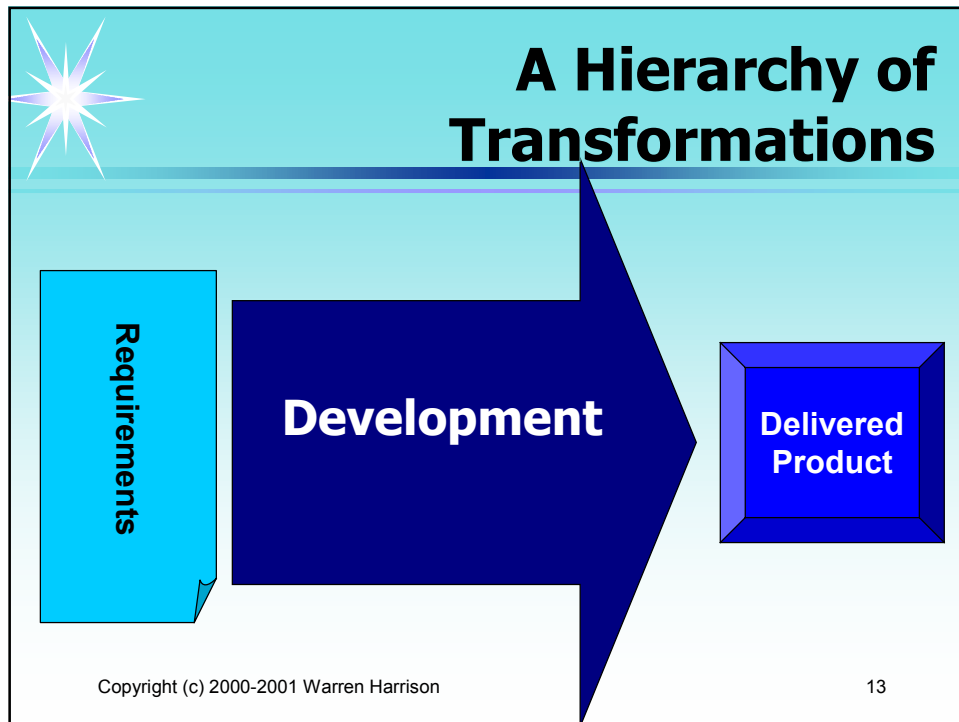 A Hierarchy of
Transformations
Requirements
Development
Delivered
Product
Copyright (c) 2000-2001 Warren Harrison
13